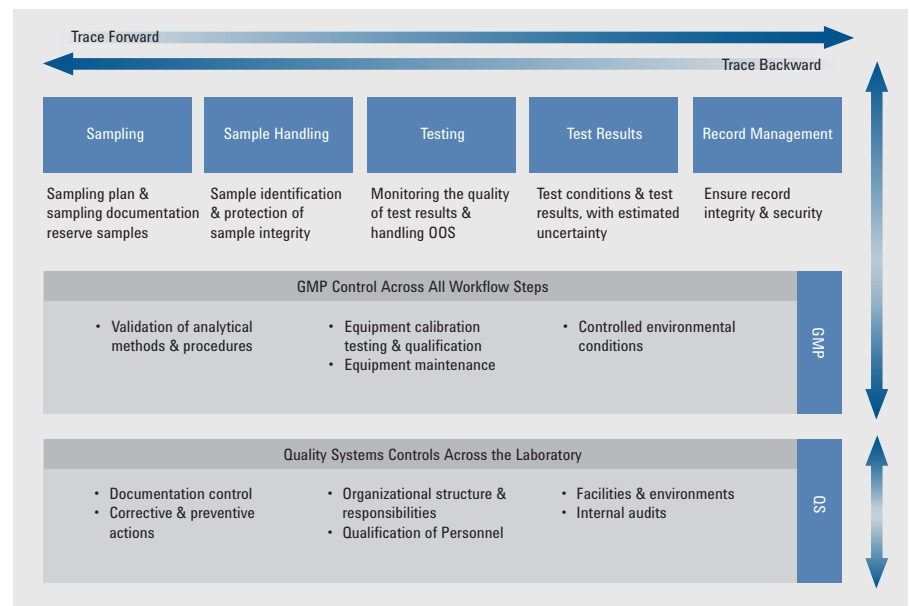 Trace Forward
Trace Backward
Sampling
Sample Handling
Testing
Test Results
Record Management
Sampling plan &
sampling documentation
reserve samples
Sample identification
& protection of
sample integrity
Monitoring the quality
of test results &
handling OOS
Test conditions & test
results, with estimated
uncertainty
Ensure record
integrity & security
GMP Control Across All Workflow Steps
• Validation of analytical
methods & procedures
• Equipment calibration
testing & qualification
• Equipment maintenance
• Controlled environmental
conditions
GMP
Quality Systems Controls Across the Laboratory
• Documentation control
• Corrective & preventive
actions
• Organizational structure &
responsibilities
• Qualification of Personnel
• Facilities & environments
• Internal audits
QS